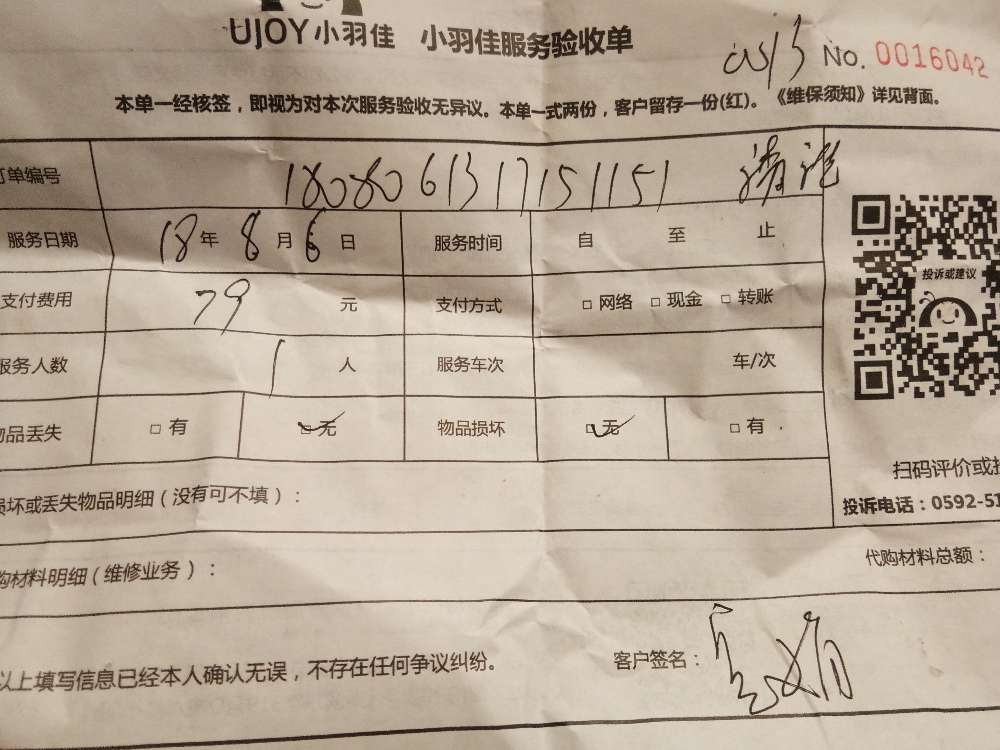 UJOY小羽佳 小羽佳服务验收单
No. 0016042
本单一经核签，即视为对本次服务验收无异议。本单一式两份，客户留存一份(红)。《维保须知》详见背面。
订单编号 18080613171511151
服务日期 18年 8月 6日 服务时间 自 至 止
支付费用 79 元 支付方式 □ 网络 □ 现金 □ 转账
服务人数 1 人 服务车次 车/次
物品丢失 □ 有 □ 无 物品损坏 □ 无 □ 有
投诉或建议
扫码评价或
投诉电话：0592-51
损坏或丢失物品明细（没有可不填）：
购材料明细（维修业务）：
代购材料总额：
以上填写信息已经本人确认无误，不存在任何争议纠纷。
客户签名：